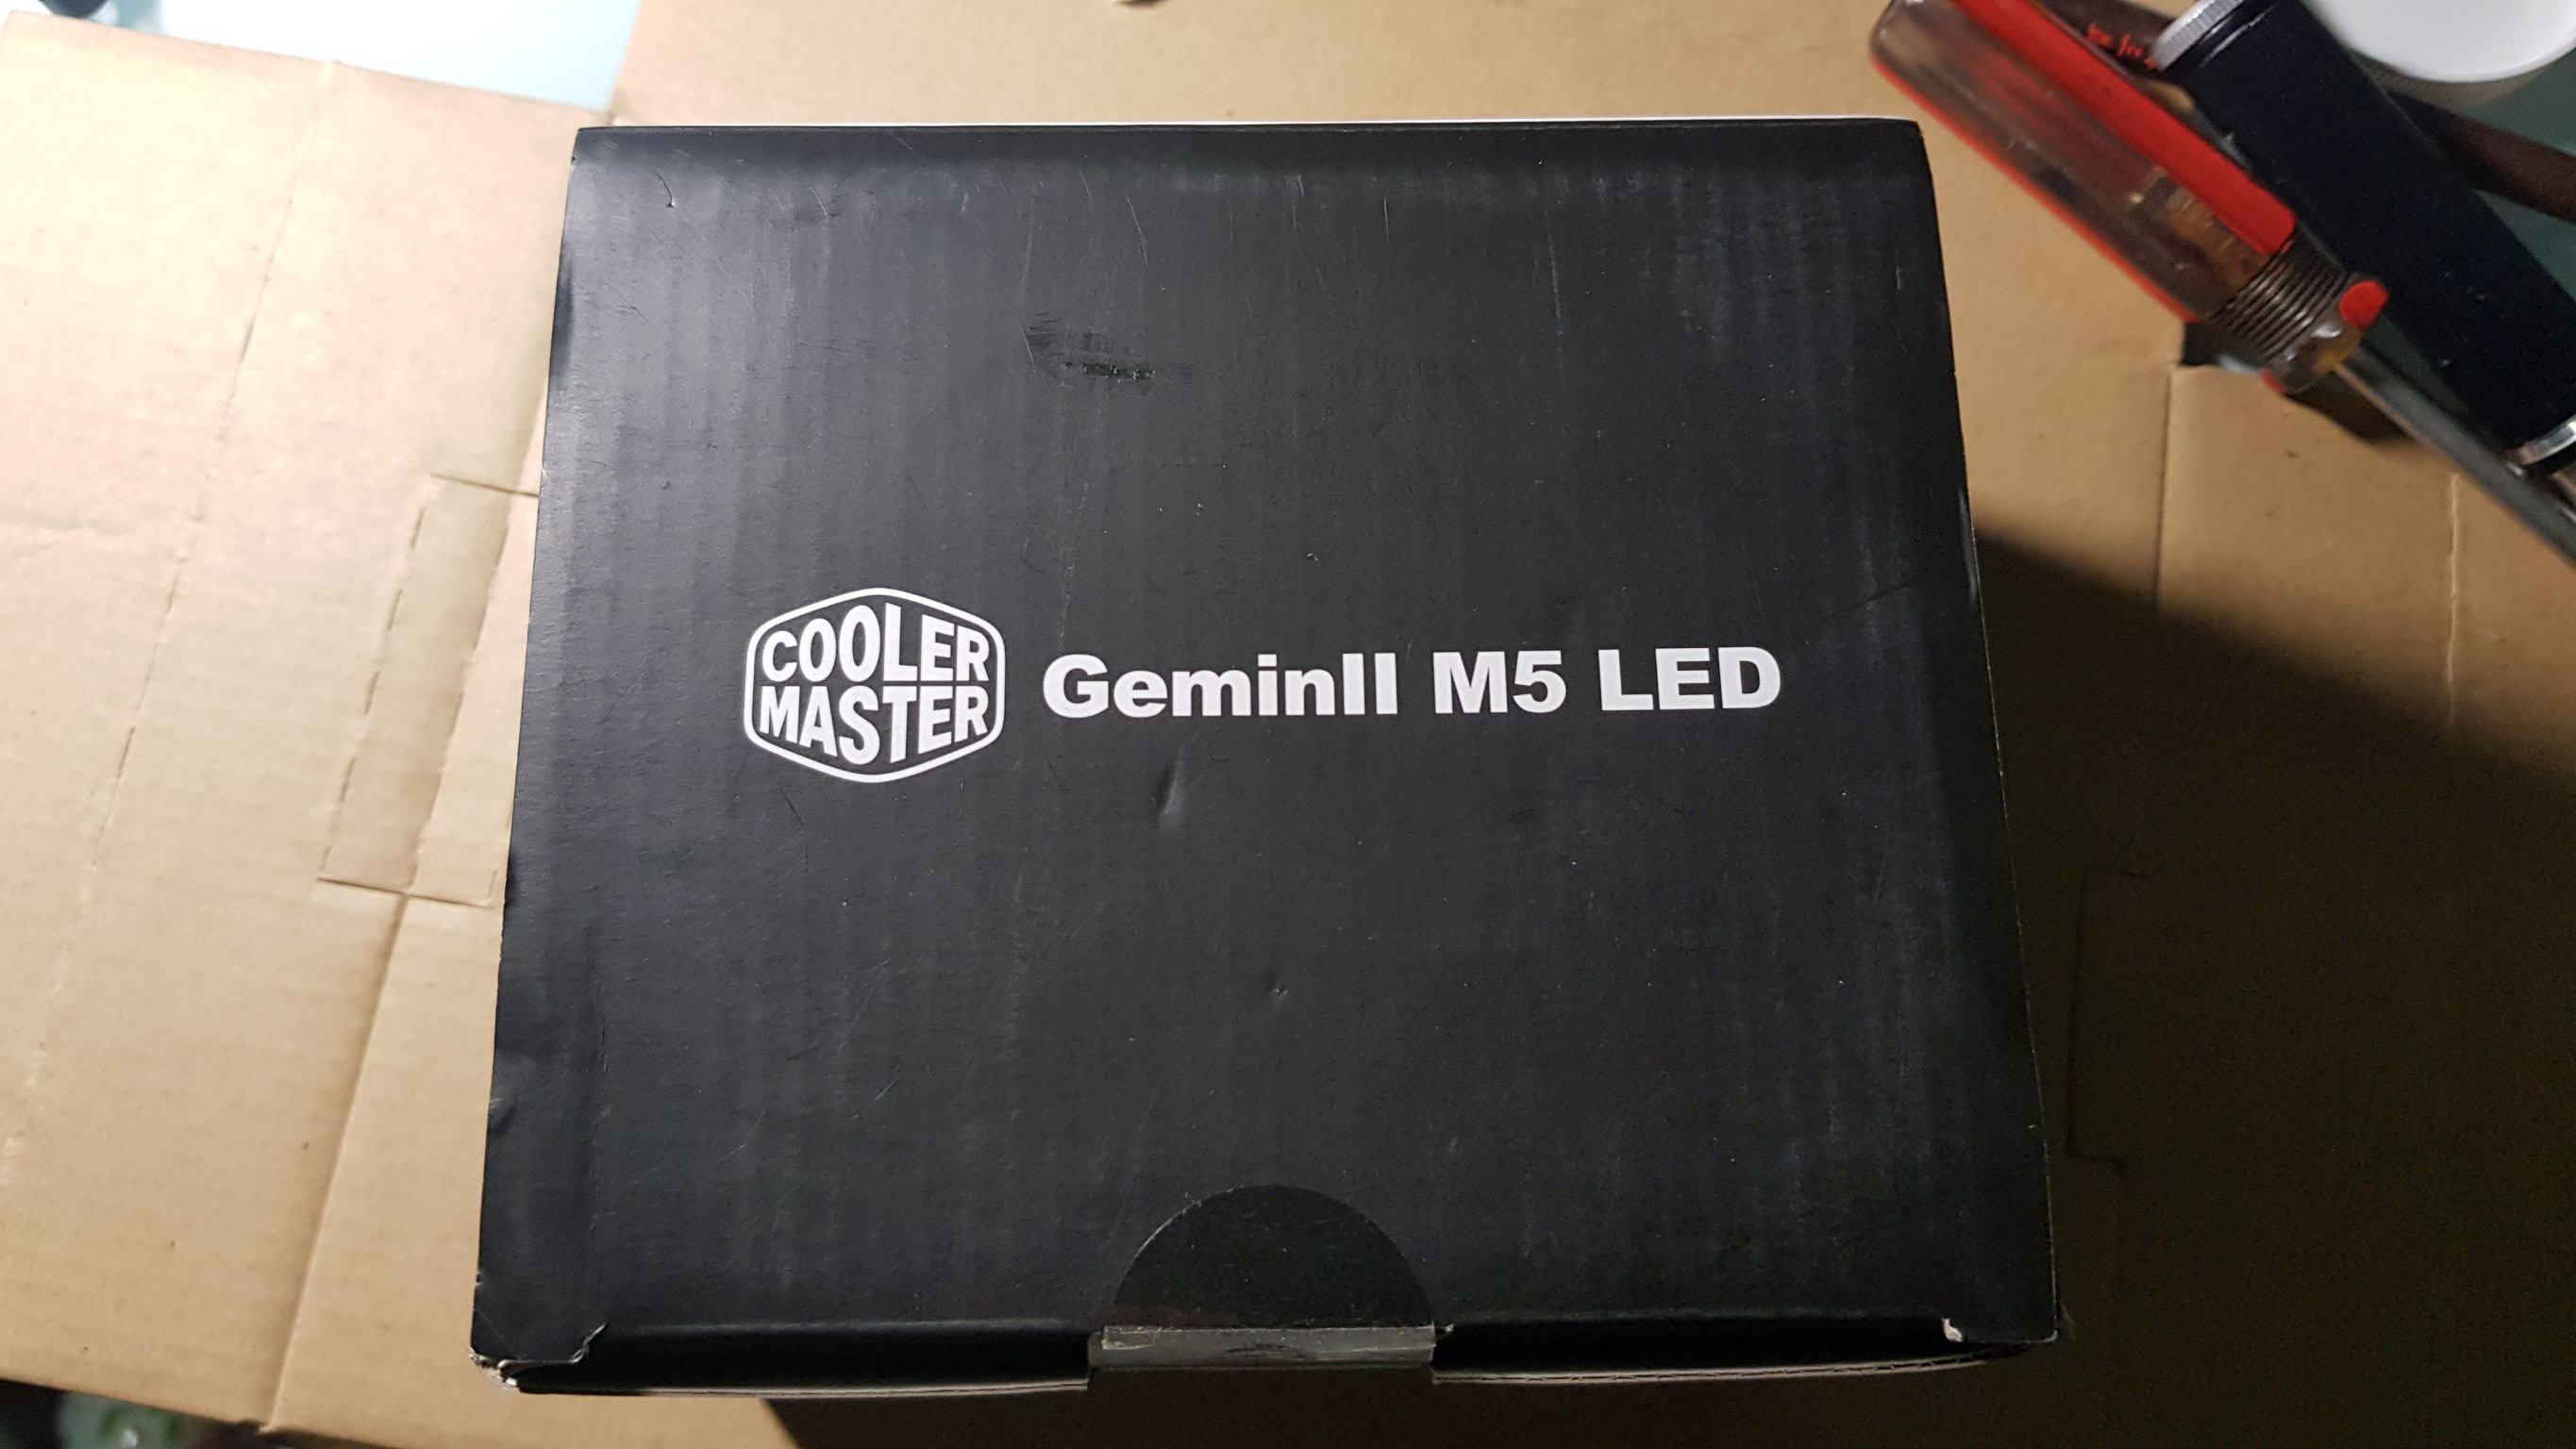 COOLER
MASTER
GeminII M5 LED